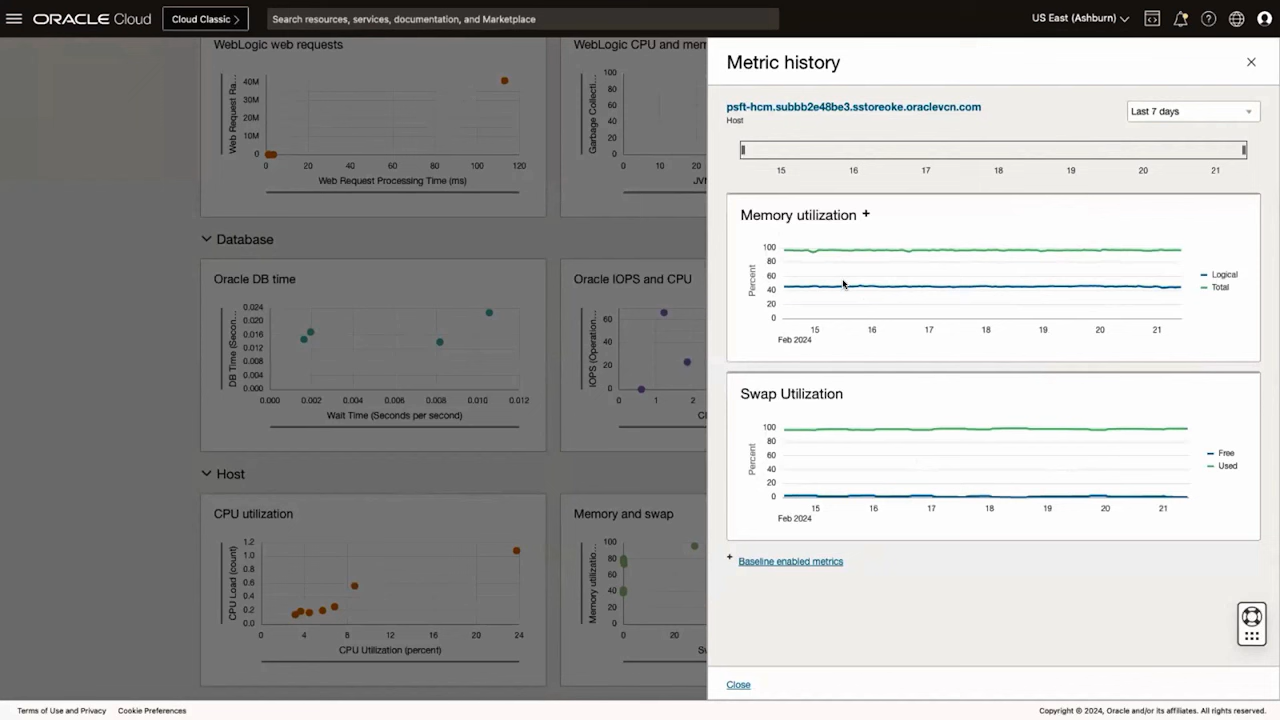 ORACLE Cloud
Cloud Classic
Search resources, services, documentation, and Marketplace
US East (Ashburn)
WebLogic web requests
Web Request Ra...
40M
30M
20M
10M
0
0 20 40 60 80 100 120
Web Request Processing Time (ms)
WebLogic CPU and mem
Garbage Collecti...
100
80
60
40
20
0
0 10 20 30
JV
Database
Oracle DB time
DB Time (Secon...
0.024
0.020
0.016
0.012
0.008
0.004
0.000
0.000 0.002 0.004 0.006 0.008 0.010 0.012
Wait Time (Seconds per second)
Oracle IOPS and CPU
IOPS (Operation...
60
40
20
0
0 1 2
Host
CPU utilization
CPU Load (count)
1.2
1.0
0.8
0.6
0.4
0.2
0.0
0 4 8 12 16 20 24
CPU Utilization (percent)
Memory and swap
Memory utilizatio...
100
80
60
40
20
0
0 20
Metric history
psft-hcm.subbb2e48be3.sstoreoke.oraclevcn.com
Host
Last 7 days
15 16 17 18 19 20 21
Memory utilization +
Percent
100
80
60
40
20
0
15 16 17 18 19 20 21
Feb 2024
Logical
Total
Swap Utilization
Percent
100
80
60
40
20
0
15 16 17 18 19 20 21
Feb 2024
Free
Used
+ Baseline enabled metrics
Close
Terms of Use and Privacy Cookie Preferences
Copyright © 2024, Oracle and/or its affiliates. All rights reserved.